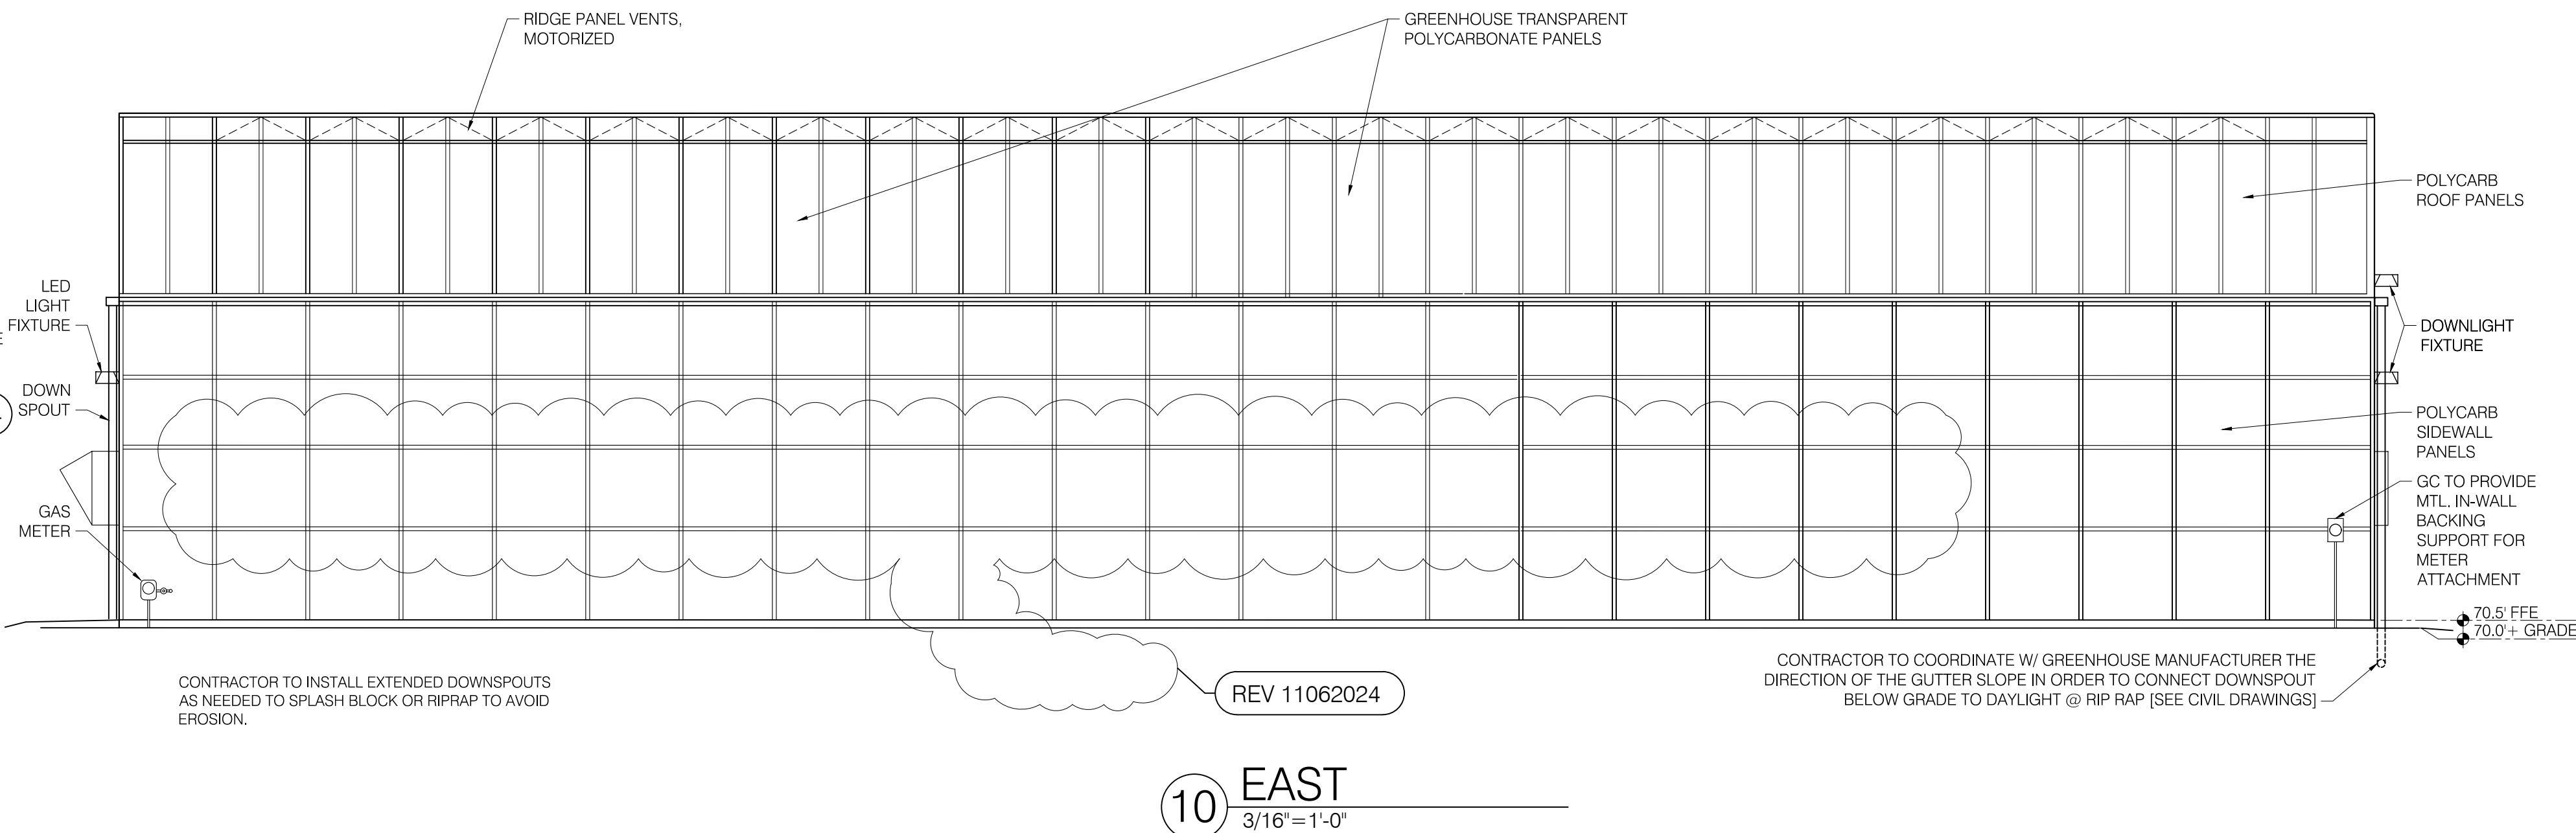 RIDGE PANEL VENTS,
MOTORIZED
GREENHOUSE TRANSPARENT
POLYCARBONATE PANELS
POLYCARB
ROOF PANELS
LED
LIGHT
FIXTURE
E
DOWN
SPOUT
GAS
METER
DOWNLIGHT
FIXTURE
POLYCARB
SIDEWALL
PANELS
GC TO PROVIDE
MTL. IN-WALL
BACKING
SUPPORT FOR
METER
ATTACHMENT
70.5' FFE
70.0'+ GRADE
CONTRACTOR TO INSTALL EXTENDED DOWNSPOUTS
AS NEEDED TO SPLASH BLOCK OR RIPRAP TO AVOID
EROSION.
REV 11062024
CONTRACTOR TO COORDINATE W/ GREENHOUSE MANUFACTURER THE
DIRECTION OF THE GUTTER SLOPE IN ORDER TO CONNECT DOWNSPOUT
BELOW GRADE TO DAYLIGHT @ RIP RAP [SEE CIVIL DRAWINGS]
10 EAST
3/16"=1'-0"